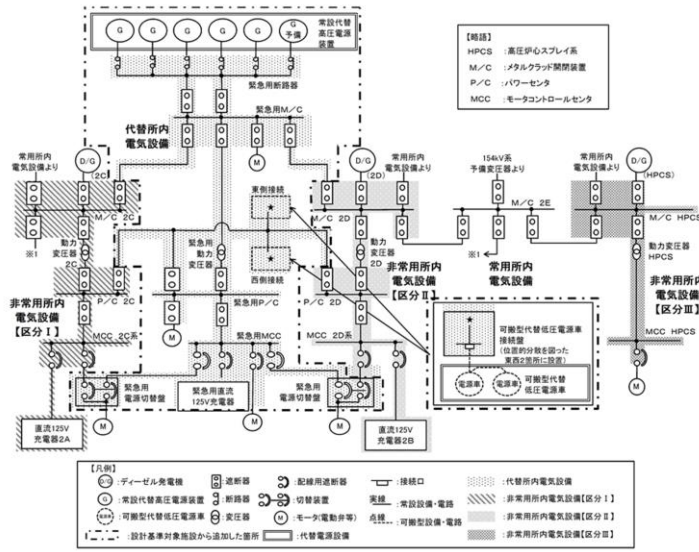 G G G G G G
予備
常設代替
高圧電源
装置
緊急用断路器
緊急用M/C
代替所内
電気設備
【略語】
HPCS :高圧炉心スプレイ系
M/C :メタルクラッド開閉装置
P/C :パワーセンタ
MCC :モータコントロールセンタ
常用所内
電気設備より
D/G
(2C)
M
東側接続
西側接続
D/G
(2D)
常用所内
電気設備より
154kV系
予備変圧器より
常用所内
電気設備より
D/G
(HPCS)
M/C 2C
M/C 2D
M/C 2E
M/C HPCS
※1
動力
変圧器
2C
緊急用
動力
変圧器
動力
変圧器
2D
※1
常用所内
電気設備
動力変圧器
HPCS
非常用所内
電気設備
【区分Ⅰ】
非常用所内
電気設備
【区分Ⅱ】
非常用所内
電気設備
【区分Ⅲ】
P/C 2C
緊急用P/C
P/C 2D
M
MCC 2C系
緊急用MCC
MCC 2D系
MCC HPCS
可搬型代替低圧電源車
接続盤
(位置的分散を図った
東西2箇所に設置)
電源車 電源車
可搬型代替
低圧電源車
緊急用
電源切替盤
緊急用直流
125V充電器
緊急用
電源切替盤
M M M M M
直流125V
充電器2A
直流125V
充電器2B
【凡例】
D/G :ディーゼル発電機
:遮断器
:配線用遮断器
:接続口
:代替所内電気設備
G :常設代替高圧電源装置
:断路器
:切替装置
実線 :常設設備・電路
:非常用所内電気設備【区分Ⅰ】
電源車 :可搬型代替低圧電源車
:変圧器
M :モータ(電動弁等)
点線 :可搬型設備・電路
:非常用所内電気設備【区分Ⅱ】
:設計基準対象施設から追加した箇所
:代替電源設備
:非常用所内電気設備【区分Ⅲ】